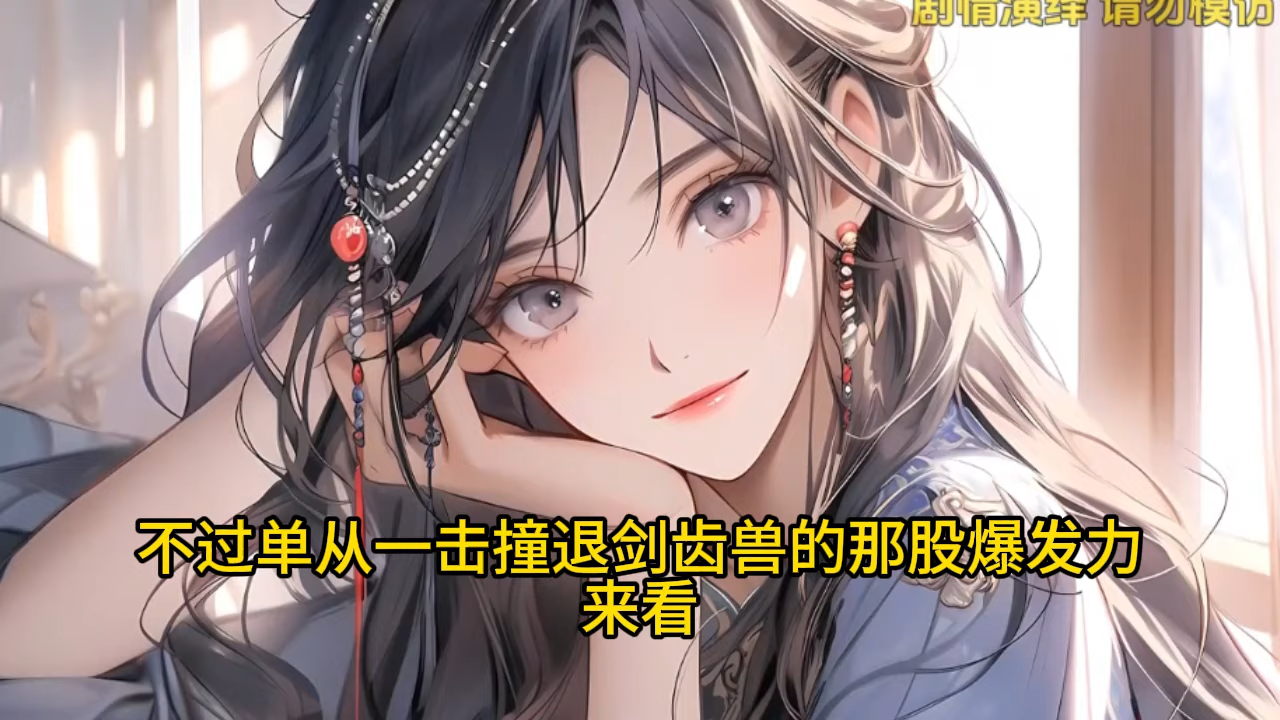 剧情演绎 请勿模仿
不过单从一击撞退剑齿兽的那股爆发力
来看